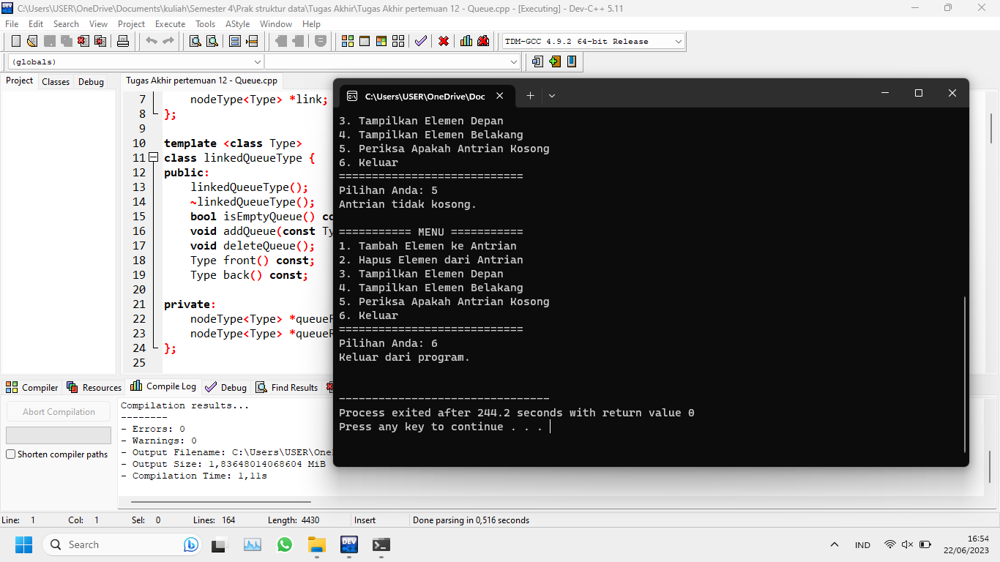 C:\Users\USER\OneDrive\Documents\kuliah\Semester 4\Prak struktur data\Tugas Akhir\Tugas Akhir pertemuan 12 - Queue.cpp - [Executing] - Dev-C++ 5.11
File Edit Search View Project Execute Tools AStyle Window Help
TDM-GCC 4.9.2 64-bit Release
(globals)
Project Classes Debug
Tugas Akhir pertemuan 12 - Queue.cpp
7 nodeType<Type> *link;
8 };
9
10 template <class Type>
11 class linkedQueueType {
12 public:
13 linkedQueueType();
14 ~linkedQueueType();
15 bool isEmptyQueue() co
16 void addQueue(const Ty
17 void deleteQueue();
18 Type front() const;
19 Type back() const;
20
21 private:
22 nodeType<Type> *queueF
23 nodeType<Type> *queueR
24 };
25
C:\Users\USER\OneDrive\Doc
3. Tampilkan Elemen Depan
4. Tampilkan Elemen Belakang
5. Periksa Apakah Antrian Kosong
6. Keluar
============================
Pilihan Anda: 5
Antrian tidak kosong.
=========== MENU ===========
1. Tambah Elemen ke Antrian
2. Hapus Elemen dari Antrian
3. Tampilkan Elemen Depan
4. Tampilkan Elemen Belakang
5. Periksa Apakah Antrian Kosong
6. Keluar
============================
Pilihan Anda: 6
Keluar dari program.
--------------------------------
Process exited after 244.2 seconds with return value 0
Press any key to continue . . .
Compiler Resources Compile Log Debug Find Results
Abort Compilation
Shorten compiler paths
Compilation results...
--------
- Errors: 0
- Warnings: 0
- Output Filename: C:\Users\USER\One
- Output Size: 1,83648014068604 MiB
- Compilation Time: 1,11s
Line: 1 Col: 1 Sel: 0 Lines: 164 Length: 4430 Insert Done parsing in 0,516 seconds
Search
DEV
IND
16:54
22/06/2023